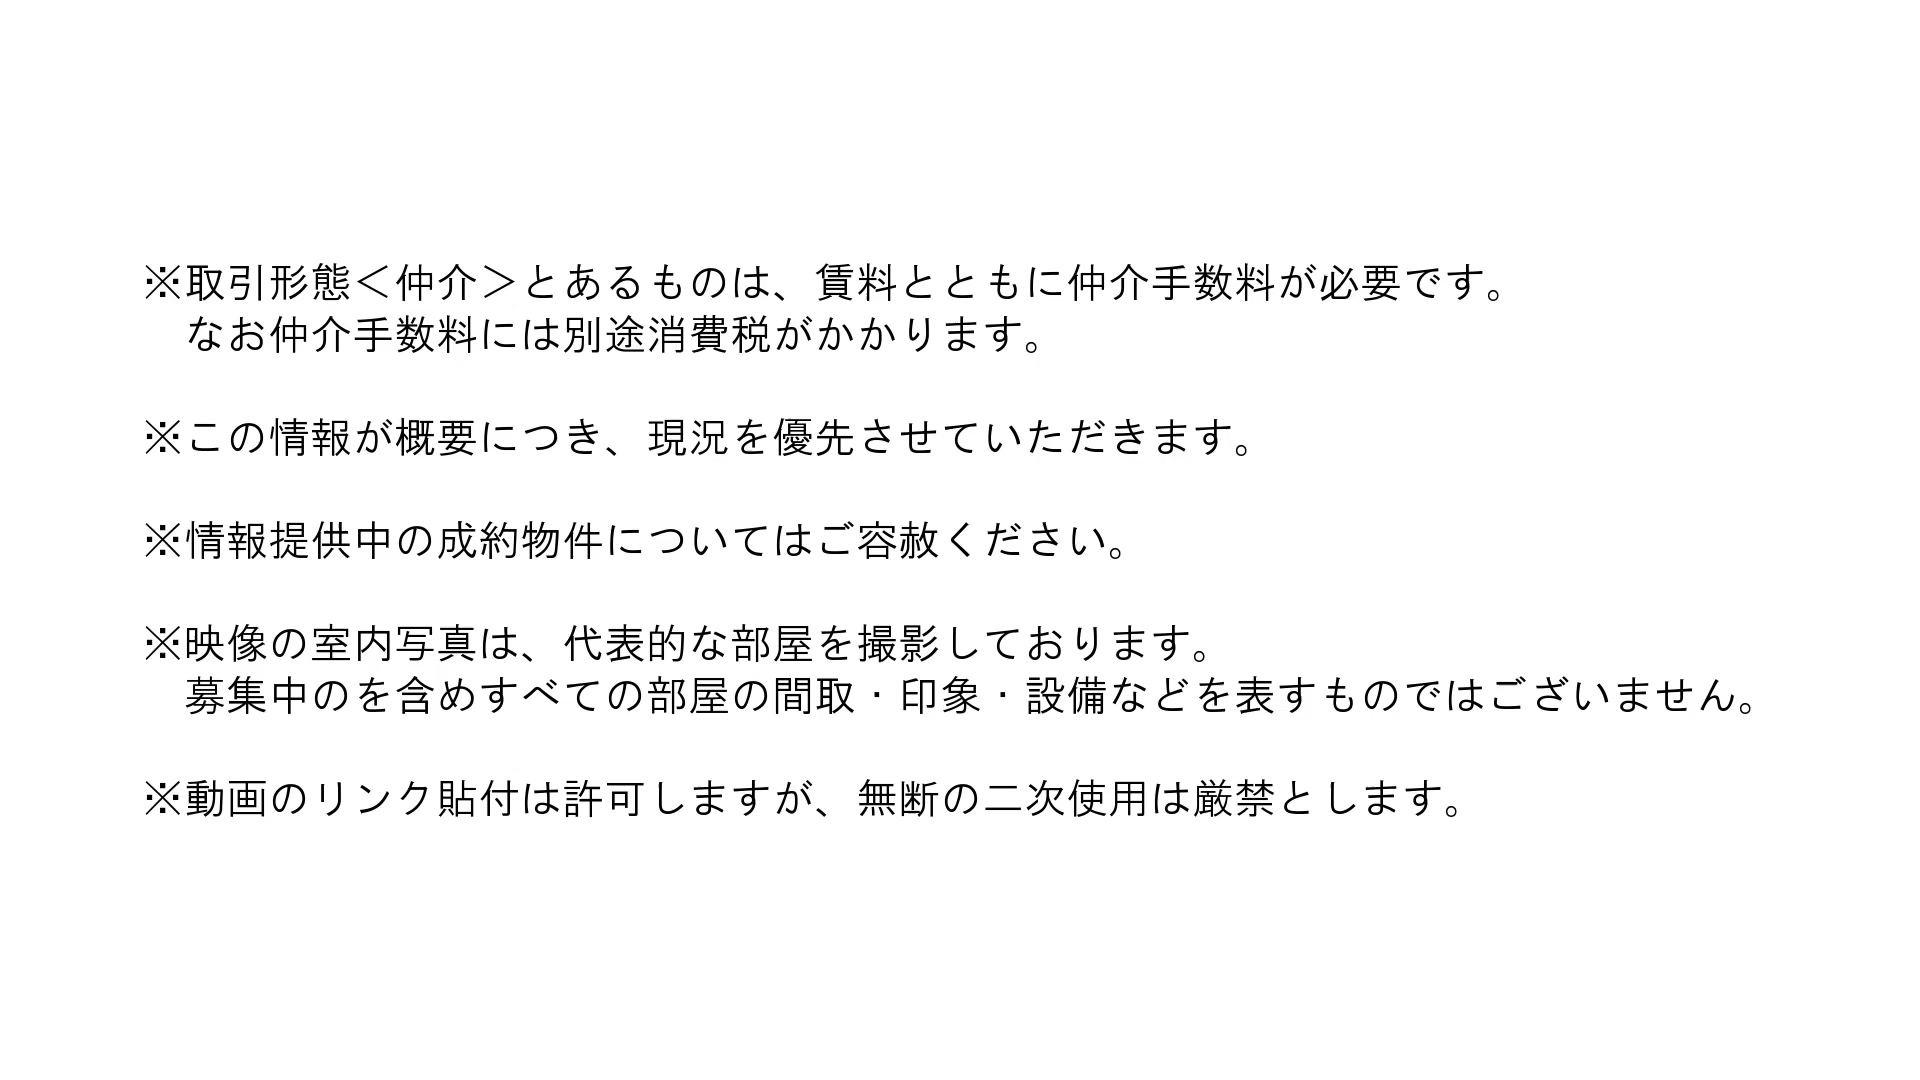 ※取引形態＜仲介＞とあるものは、賃料とともに仲介手数料が必要です。
なお仲介手数料には別途消費税がかかります。
※この情報が概要につき、現況を優先させていただきます。
※情報提供中の成約物件についてはご容赦ください。
※映像の室内写真は、代表的な部屋を撮影しております。
募集中のを含めすべての部屋の間取・印象・設備などを表すものではございません。
※動画のリンク貼付は許可しますが、無断の二次使用は厳禁とします。